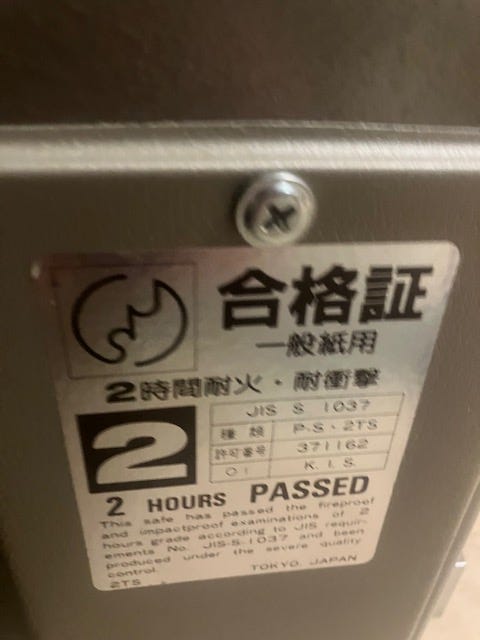 合格証
一般紙用
2時間耐火・耐衝撃
2
JIS S 1037
種類 P-S・2TS
許可番号 371162
01 K.I.S.
2 HOURS PASSED
This safe has passed the fireproof
and impactproof examinations of 2
hours grade according to JIS requir-
ements No. JIS-S-1037 and been
produced under the severe quality
control.
TOKYO, JAPAN
2TS